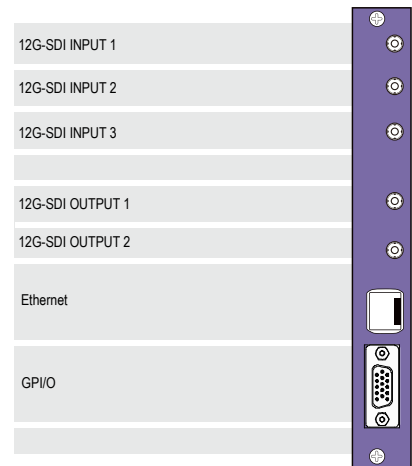 12G-SDI INPUT 1
12G-SDI INPUT 2
12G-SDI INPUT 3
12G-SDI OUTPUT 1
12G-SDI OUTPUT 2
Ethernet
GPI/O